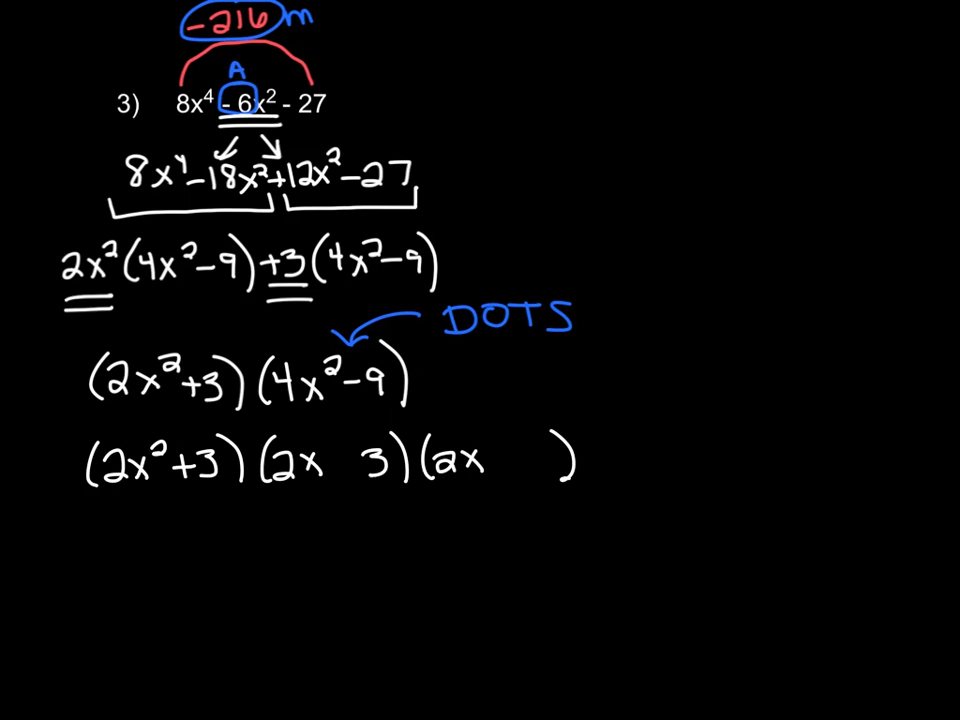 -216 m
A
3) 8x⁴ - 6x² - 27
8x⁴-18x²+12x²-27
2x²(4x²-9)+3(4x²-9)
DOTS
(2x²+3)(4x²-9)
(2x²+3)(2x 3)(2x )